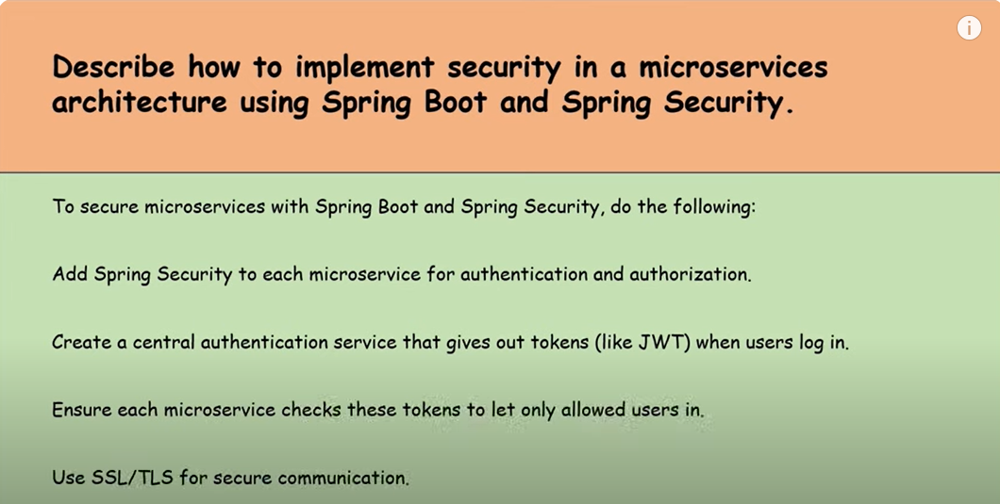 Describe how to implement security in a microservices
architecture using Spring Boot and Spring Security.
To secure microservices with Spring Boot and Spring Security, do the following:
Add Spring Security to each microservice for authentication and authorization.
Create a central authentication service that gives out tokens (like JWT) when users log in.
Ensure each microservice checks these tokens to let only allowed users in.
Use SSL/TLS for secure communication.